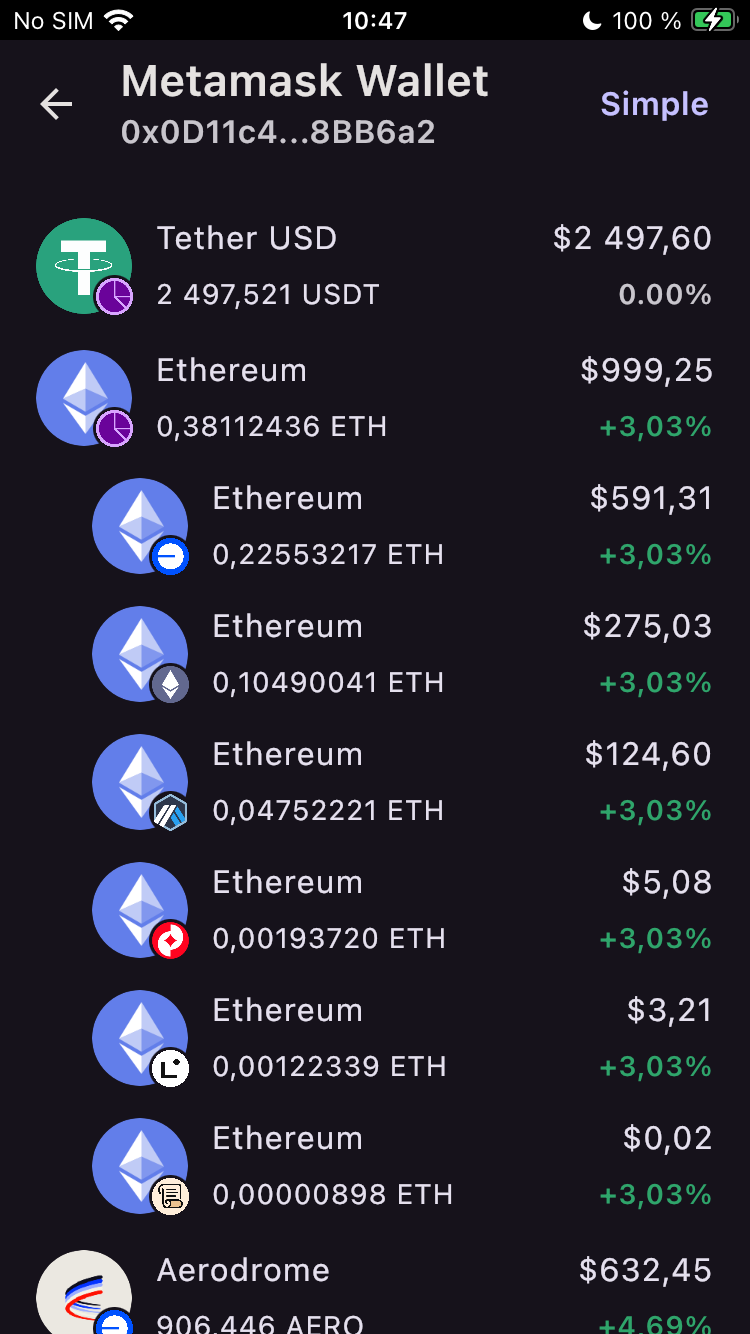 No SIM 10:47 100 %
Metamask Wallet
Simple
0x0D11c4...8BB6a2
Tether USD $2 497,60
2 497,521 USDT 0.00%
Ethereum $999,25
0,38112436 ETH +3,03%
Ethereum $591,31
0,22553217 ETH +3,03%
Ethereum $275,03
0,10490041 ETH +3,03%
Ethereum $124,60
0,04752221 ETH +3,03%
Ethereum $5,08
0,00193720 ETH +3,03%
Ethereum $3,21
0,00122339 ETH +3,03%
Ethereum $0,02
0,00000898 ETH +3,03%
Aerodrome $632,45
906,446 AERO +4,69%